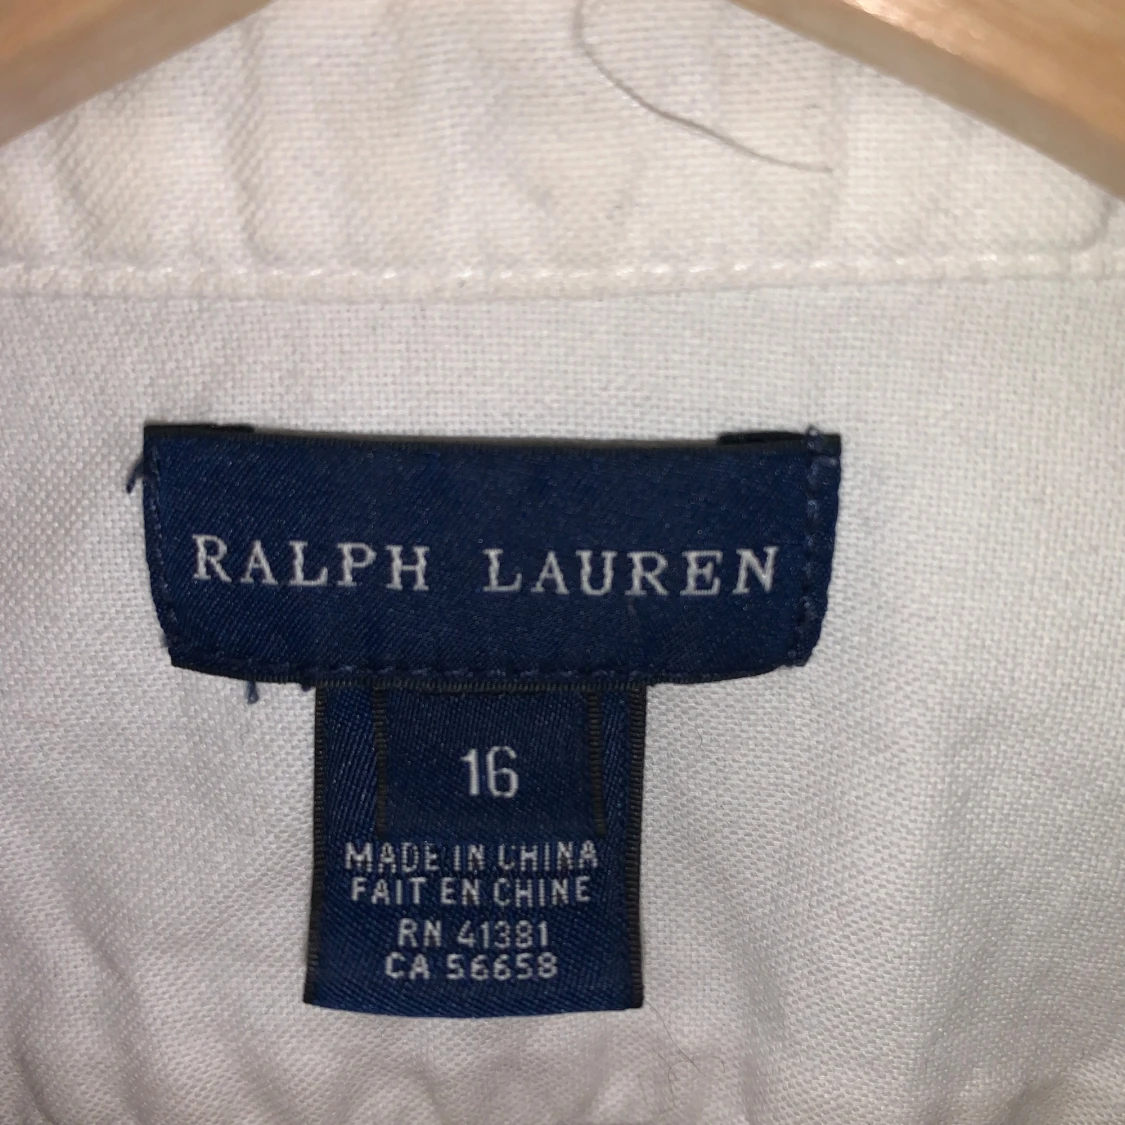 RALPH LAUREN
16
MADE IN CHINA
FAIT EN CHINE
RN 41381
CA 56658